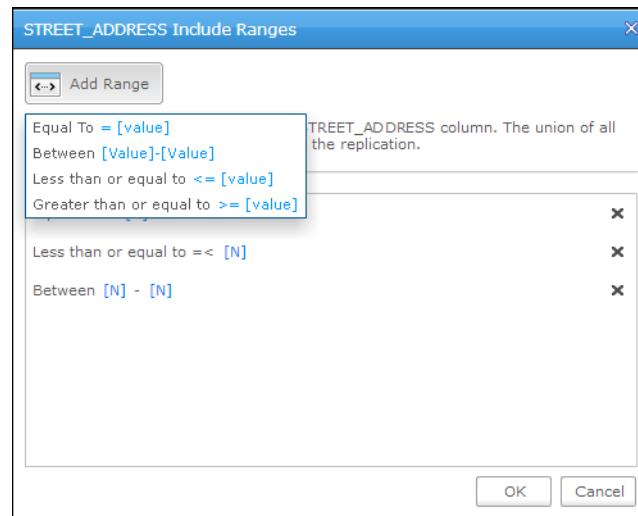 STREET_ADDRESS Include Ranges
Add Range
Equal To = [value]
Between [Value]-[Value]
Less than or equal to <= [value]
Greater than or equal to >= [value]
STREET_ADDRESS column. The union of all
the replication.
Less than or equal to =< [N]
Between [N] - [N]
OK
Cancel